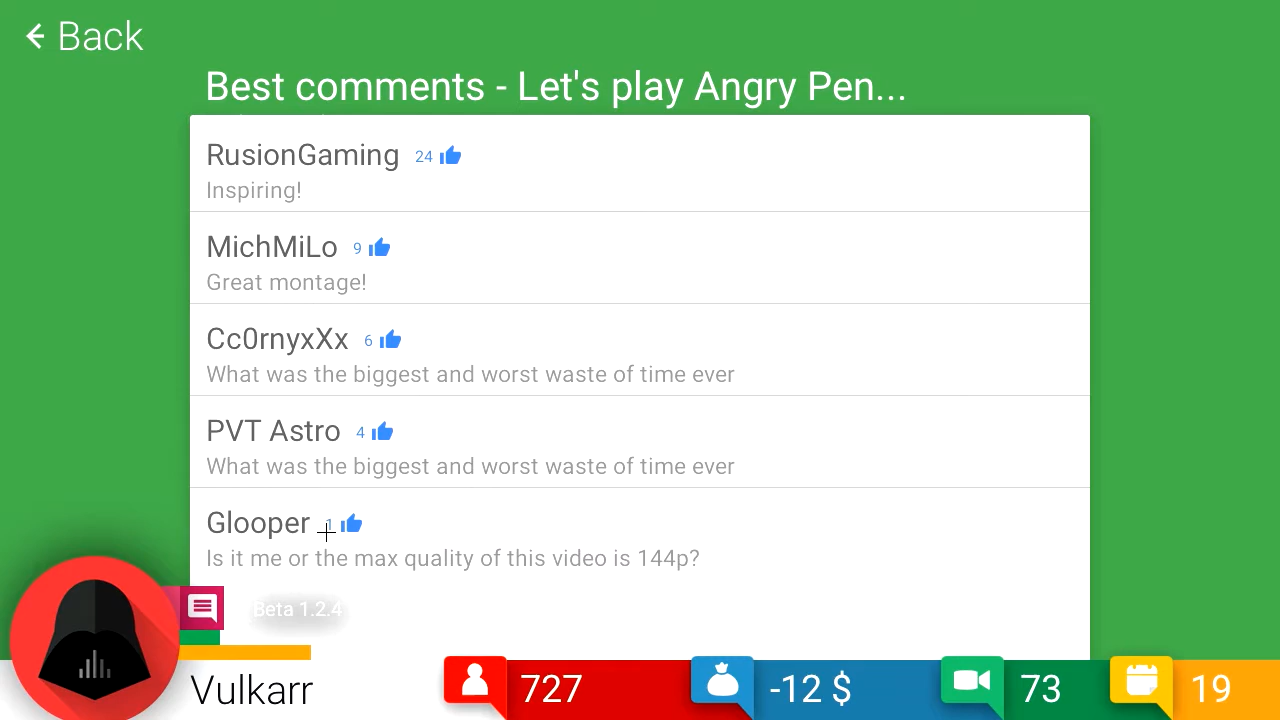 Back
Best comments - Let's play Angry Pen...
RusionGaming 24
Inspiring!
MichMiLo 9
Great montage!
Cc0rnyxXx 6
What was the biggest and worst waste of time ever
PVT Astro 4
What was the biggest and worst waste of time ever
Glooper 1
Is it me or the max quality of this video is 144p?
Beta 1.2.4
Vulkarr 727 -12 $ 73 19